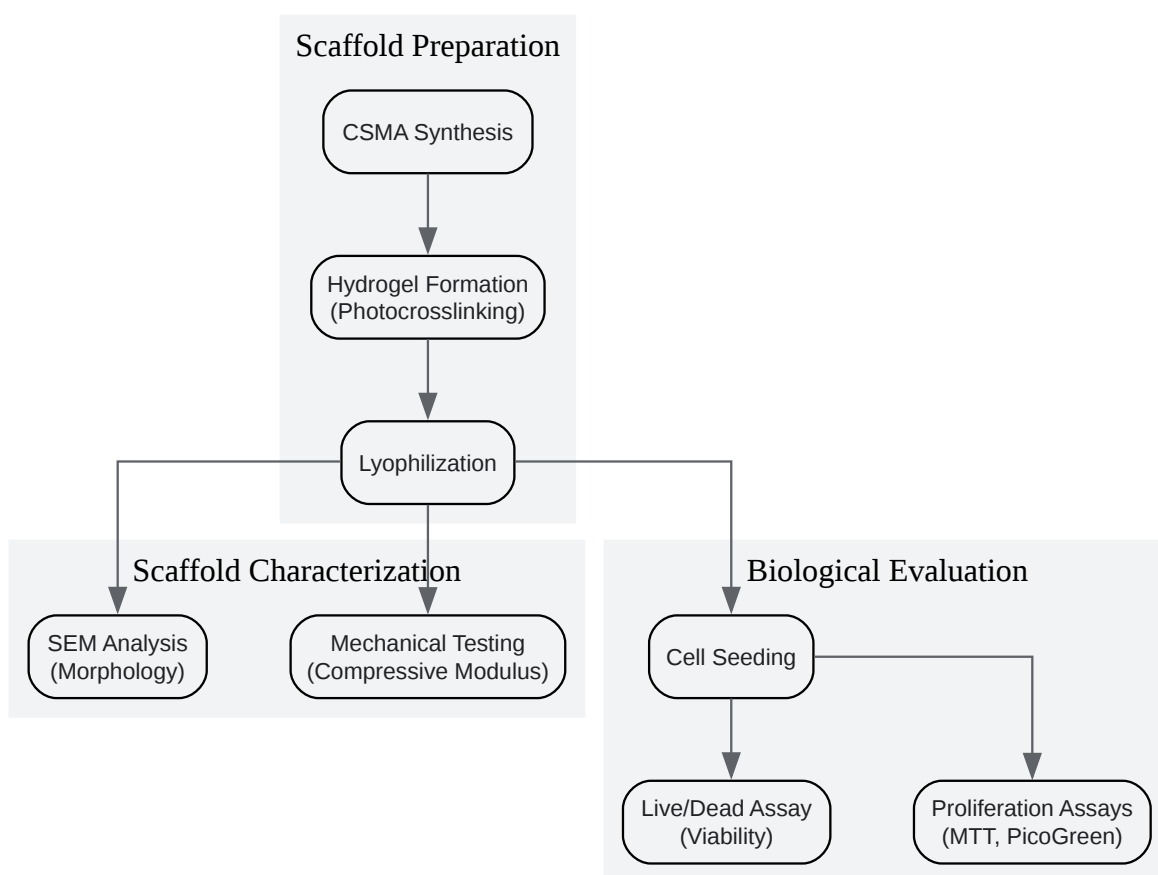 Scaffold Preparation
CSMA Synthesis
Hydrogel Formation
(Photocrosslinking)
Lyophilization
Scaffold Characterization
SEM Analysis
(Morphology)
Mechanical Testing
(Compressive Modulus)
Biological Evaluation
Cell Seeding
Live/Dead Assay
(Viability)
Proliferation Assays
(MTT, PicoGreen)